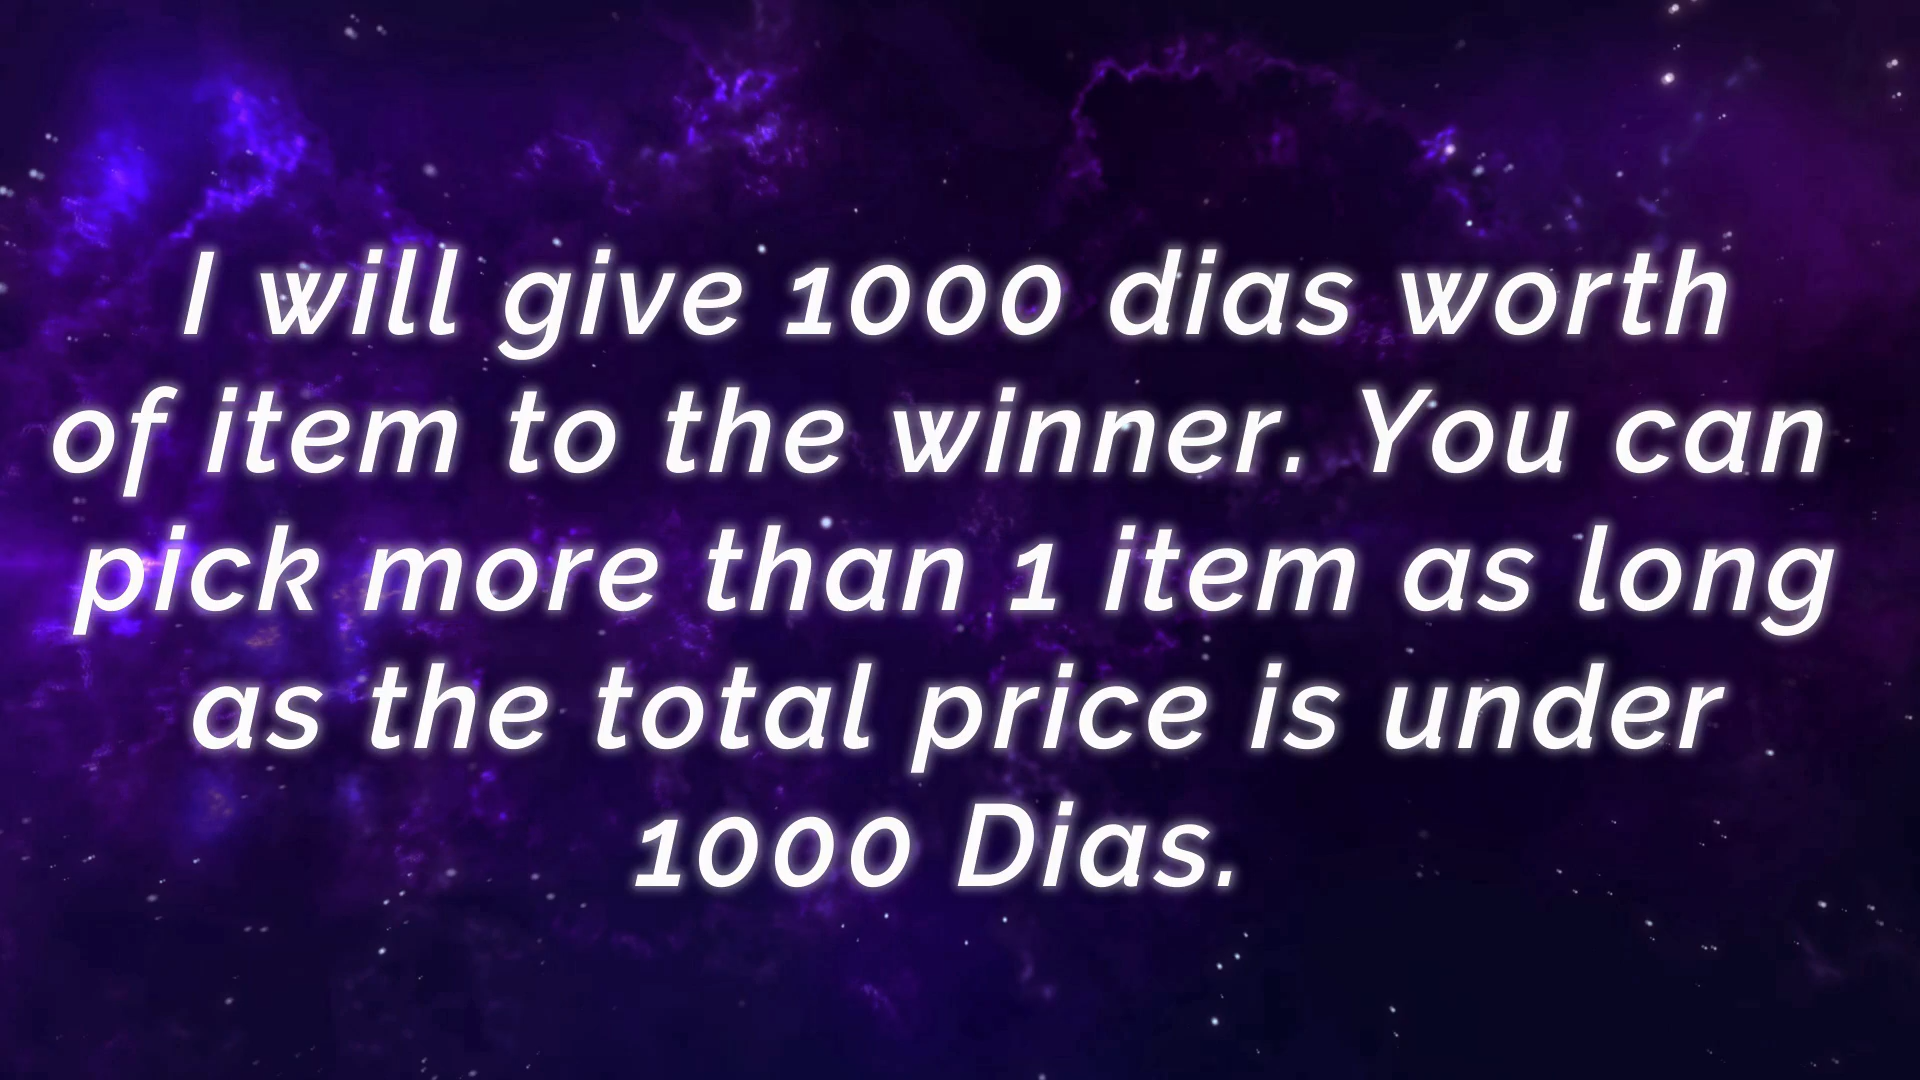 I will give 1000 dias worth
of item to the winner. You can
pick more than 1 item as long
as the total price is under
1000 Dias.